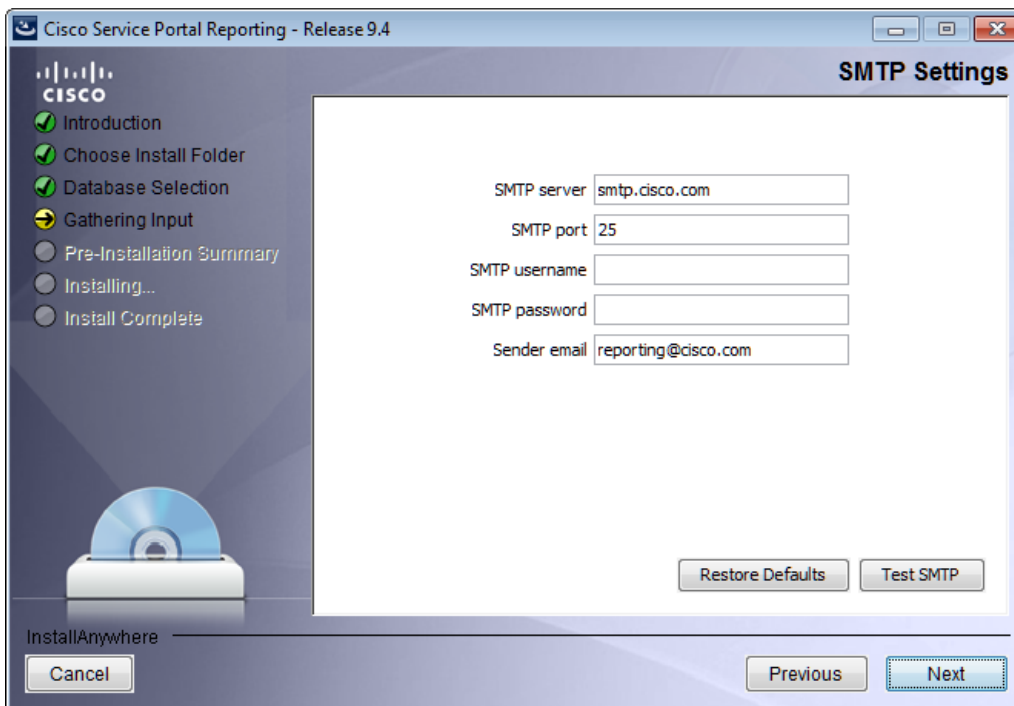 Cisco Service Portal Reporting - Release 9.4
SMTP Settings
CISCO
Introduction
Choose Install Folder
Database Selection
Gathering Input
Pre-Installation Summary
Installing...
Install Complete
SMTP server smtp.cisco.com
SMTP port 25
SMTP username
SMTP password
Sender email reporting@cisco.com
Restore Defaults Test SMTP
InstallAnywhere
Cancel Previous Next